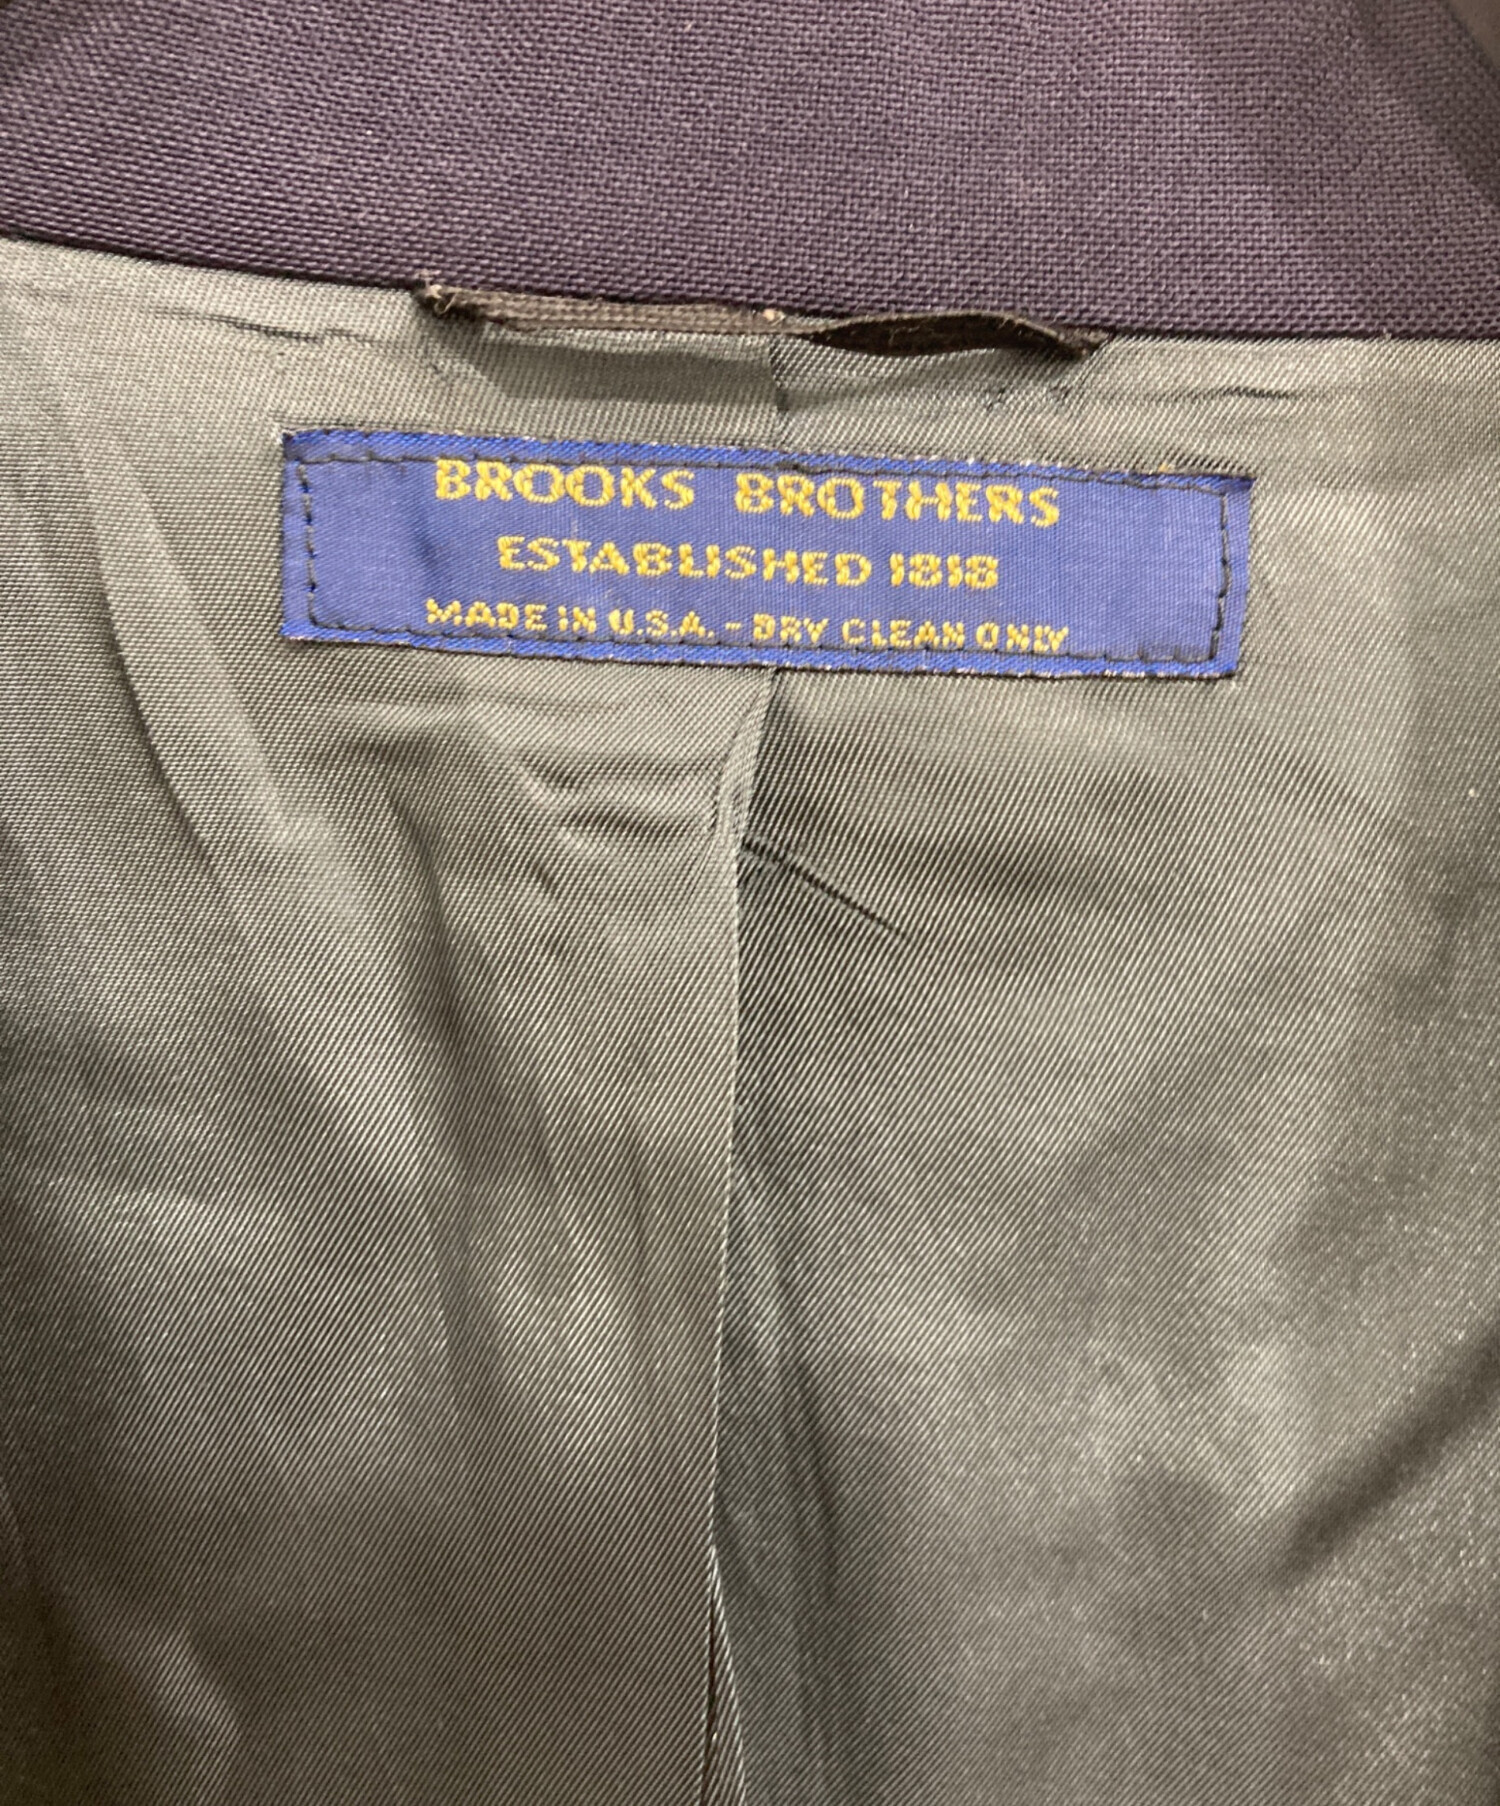 BROOKS BROTHERS
ESTABLISHED 1818
MADE IN U.S.A. - DRY CLEAN ONLY